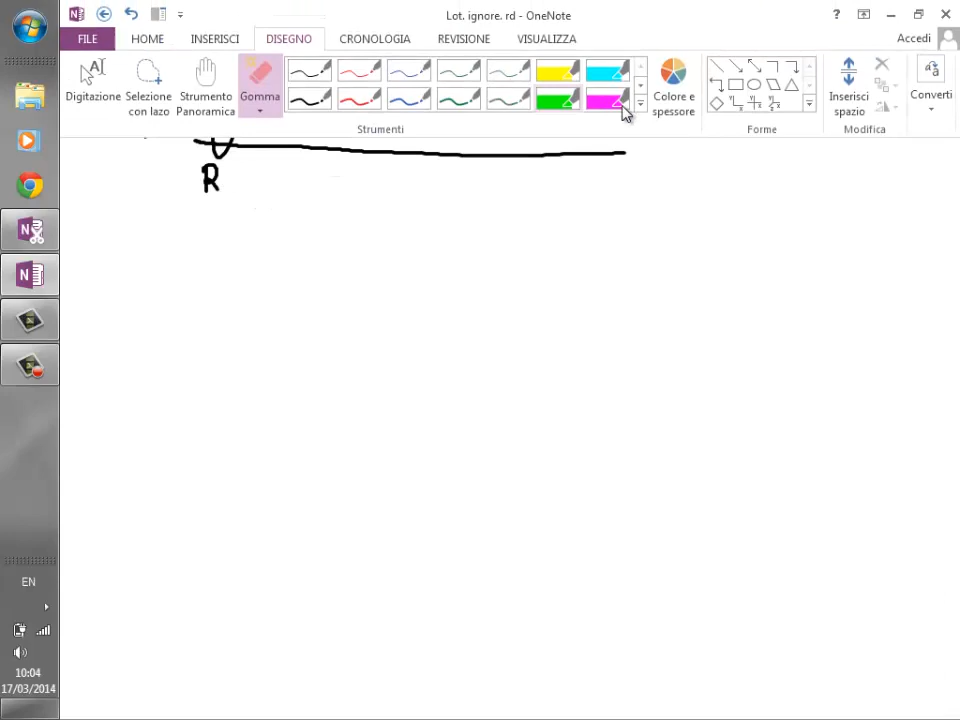 Lot. ignore. rd - OneNote
FILE HOME INSERISCI DISEGNO CRONOLOGIA REVISIONE VISUALIZZA Accedi
Digitazione
Selezione con lazo
Strumento Panoramica
Gomma
Colore e spessore
Inserisci spazio
Converti
Strumenti Forme Modifica
R
EN
10:04
17/03/2014